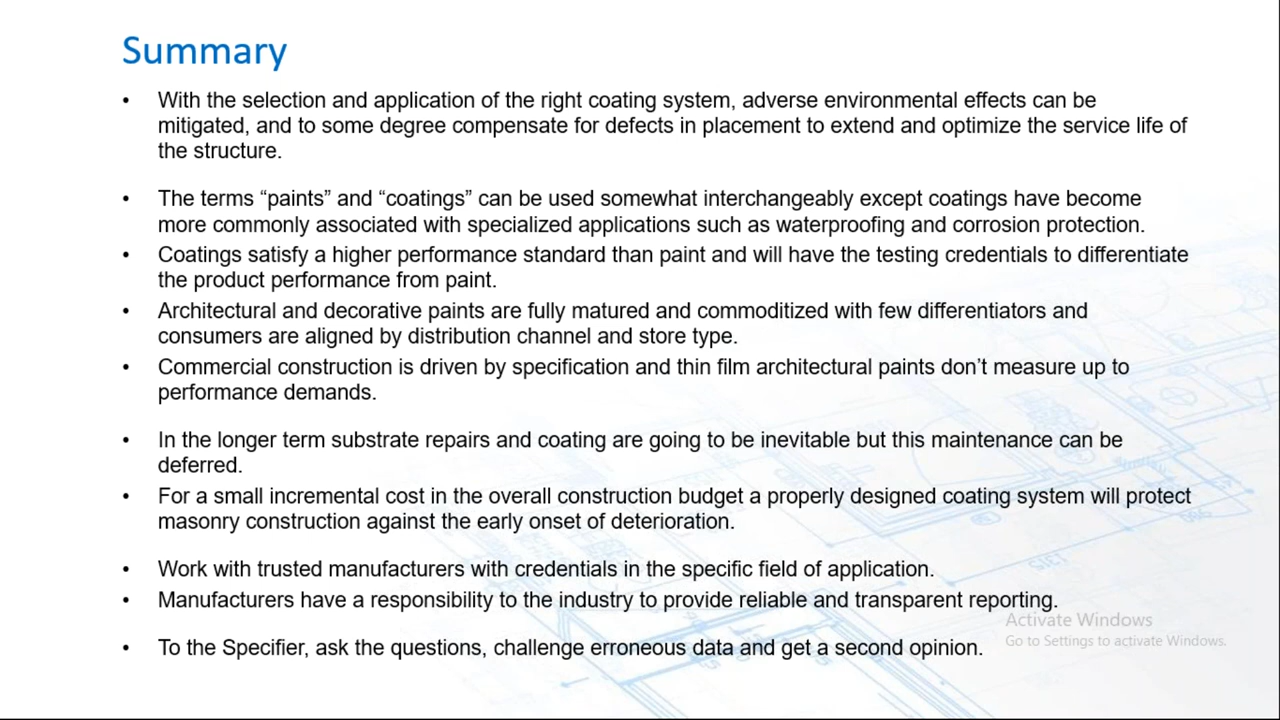 Summary
• With the selection and application of the right coating system, adverse environmental effects can be
mitigated, and to some degree compensate for defects in placement to extend and optimize the service life of
the structure.
• The terms “paints” and “coatings” can be used somewhat interchangeably except coatings have become
more commonly associated with specialized applications such as waterproofing and corrosion protection.
• Coatings satisfy a higher performance standard than paint and will have the testing credentials to differentiate
the product performance from paint.
• Architectural and decorative paints are fully matured and commoditized with few differentiators and
consumers are aligned by distribution channel and store type.
• Commercial construction is driven by specification and thin film architectural paints don’t measure up to
performance demands.
• In the longer term substrate repairs and coating are going to be inevitable but this maintenance can be
deferred.
• For a small incremental cost in the overall construction budget a properly designed coating system will protect
masonry construction against the early onset of deterioration.
• Work with trusted manufacturers with credentials in the specific field of application.
• Manufacturers have a responsibility to the industry to provide reliable and transparent reporting.
• To the Specifier, ask the questions, challenge erroneous data and get a second opinion.
Activate Windows
Go to Settings to activate Windows.